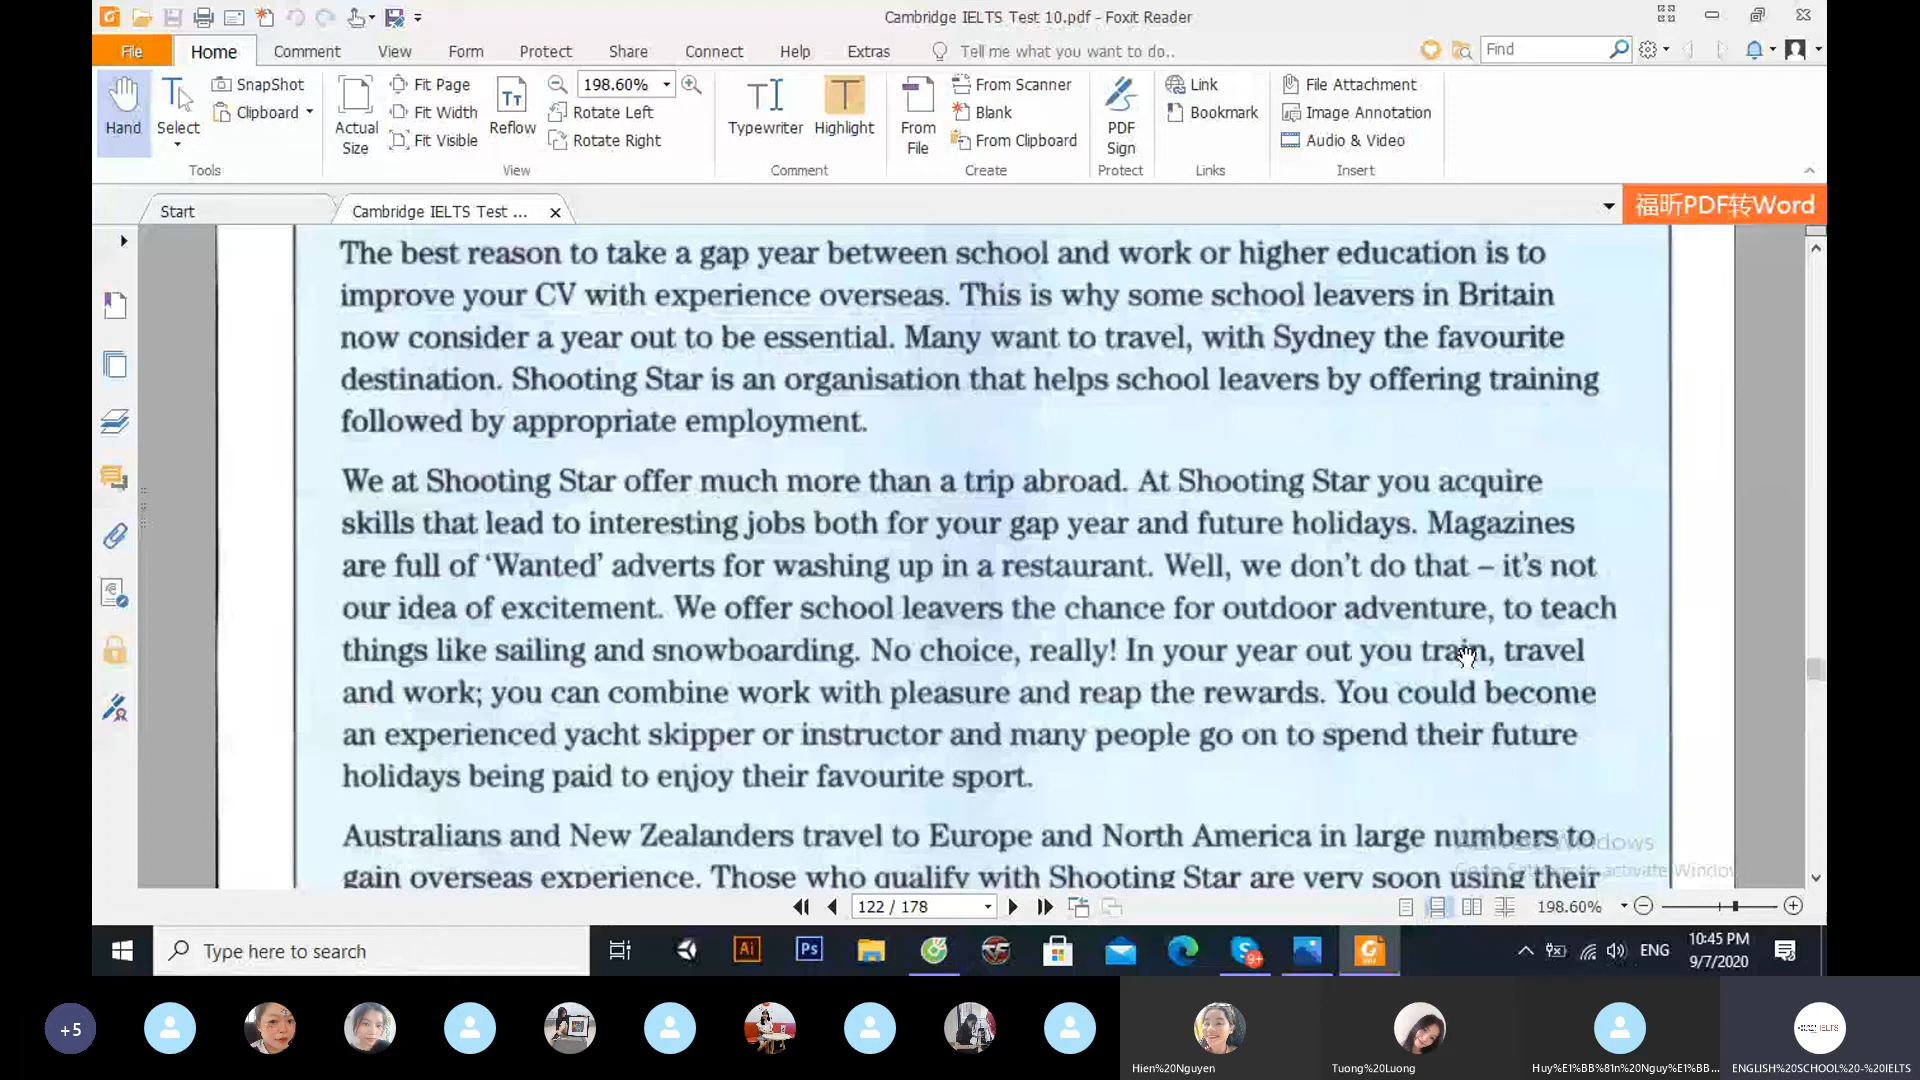 Cambridge IELTS Test 10.pdf - Foxit Reader
File Home Comment View Form Protect Share Connect Help Extras Tell me what you want to do.. Find
Hand
Select
SnapShot
Clipboard
Tools
Actual Size
Fit Page
Fit Width
Fit Visible
Reflow
198.60%
Rotate Left
Rotate Right
View
Typewriter
Highlight
Comment
From File
From Scanner
Blank
From Clipboard
Create
PDF Sign
Protect
Link
Bookmark
Links
File Attachment
Image Annotation
Audio & Video
Insert
Start
Cambridge IELTS Test ...
福昕PDF转Word
The best reason to take a gap year between school and work or higher education is to
improve your CV with experience overseas. This is why some school leavers in Britain
now consider a year out to be essential. Many want to travel, with Sydney the favourite
destination. Shooting Star is an organisation that helps school leavers by offering training
followed by appropriate employment.
We at Shooting Star offer much more than a trip abroad. At Shooting Star you acquire
skills that lead to interesting jobs both for your gap year and future holidays. Magazines
are full of ‘Wanted’ adverts for washing up in a restaurant. Well, we don’t do that – it’s not
our idea of excitement. We offer school leavers the chance for outdoor adventure, to teach
things like sailing and snowboarding. No choice, really! In your year out you train, travel
and work; you can combine work with pleasure and reap the rewards. You could become
an experienced yacht skipper or instructor and many people go on to spend their future
holidays being paid to enjoy their favourite sport.
Australians and New Zealanders travel to Europe and North America in large numbers to
gain overseas experience. Those who qualify with Shooting Star are very soon using their
122 / 178
198.60%
Type here to search
Ai
Ps
9+
ENG
10:45 PM
9/7/2020
+5
Hien%20Nguyen
Tuong%20Luong
Huy%E1%BB%81n%20Nguy%E1%BB...
ENGLISH%20SCHOOL%20-%20IELTS